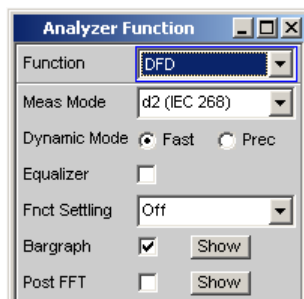 Analyzer Function
Function DFD
Meas Mode d2 (IEC 268)
Dynamic Mode Fast Prec
Equalizer
Fnct Settling Off
Bargraph Show
Post FFT Show